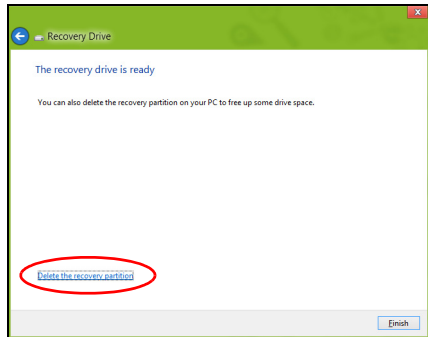 Recovery Drive
The recovery drive is ready
You can also delete the recovery partition on your PC to free up some drive space.
Delete the recovery partition
Finish